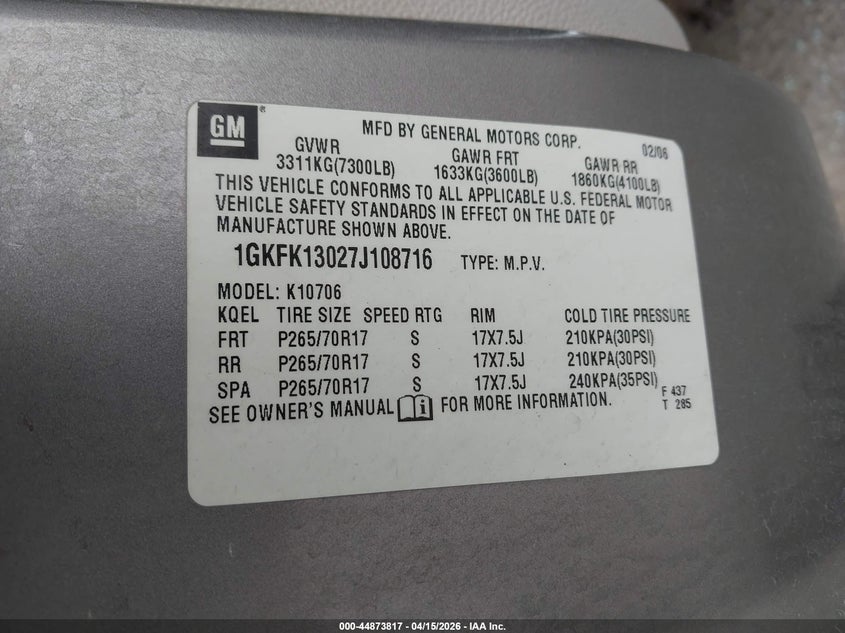 GM ®
MFD BY GENERAL MOTORS CORP. 02/06
GVWR GAWR FRT GAWR RR
3311KG(7300LB) 1633KG(3600LB) 1860KG(4100LB)
THIS VEHICLE CONFORMS TO ALL APPLICABLE U.S. FEDERAL MOTOR
VEHICLE SAFETY STANDARDS IN EFFECT ON THE DATE OF
MANUFACTURE SHOWN ABOVE.
1GKFK13027J108716 TYPE: M.P.V.
MODEL: K10706
KQEL TIRE SIZE SPEED RTG RIM COLD TIRE PRESSURE
FRT P265/70R17 S 17X7.5J 210KPA(30PSI)
RR P265/70R17 S 17X7.5J 210KPA(30PSI)
SPA P265/70R17 S 17X7.5J 240KPA(35PSI)
F 437
SEE OWNER'S MANUAL i FOR MORE INFORMATION. T 285
000-44873817 - 04/15/2026 - IAA Inc.